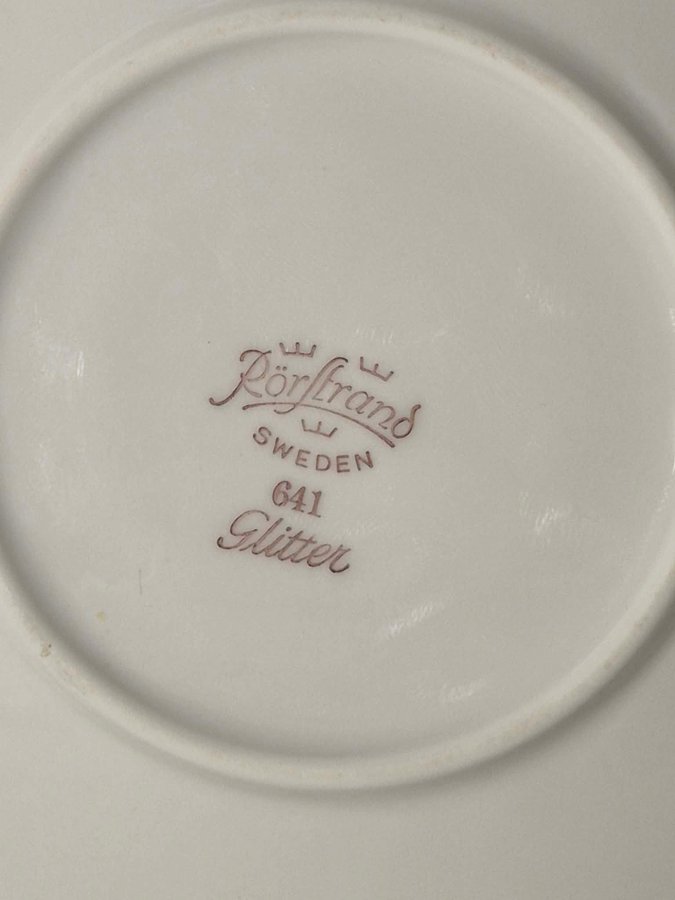 Rörstrand
SWEDEN
641
Glitter